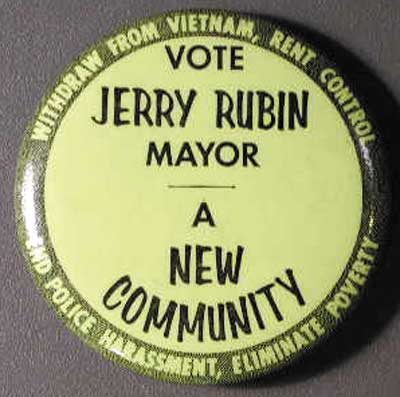 WITHDRAW FROM VIETNAM, RENT CONTROL
VOTE
JERRY RUBIN
MAYOR
A
NEW
COMMUNITY
END POLICE HARASSMENT, ELIMINATE POVERTY